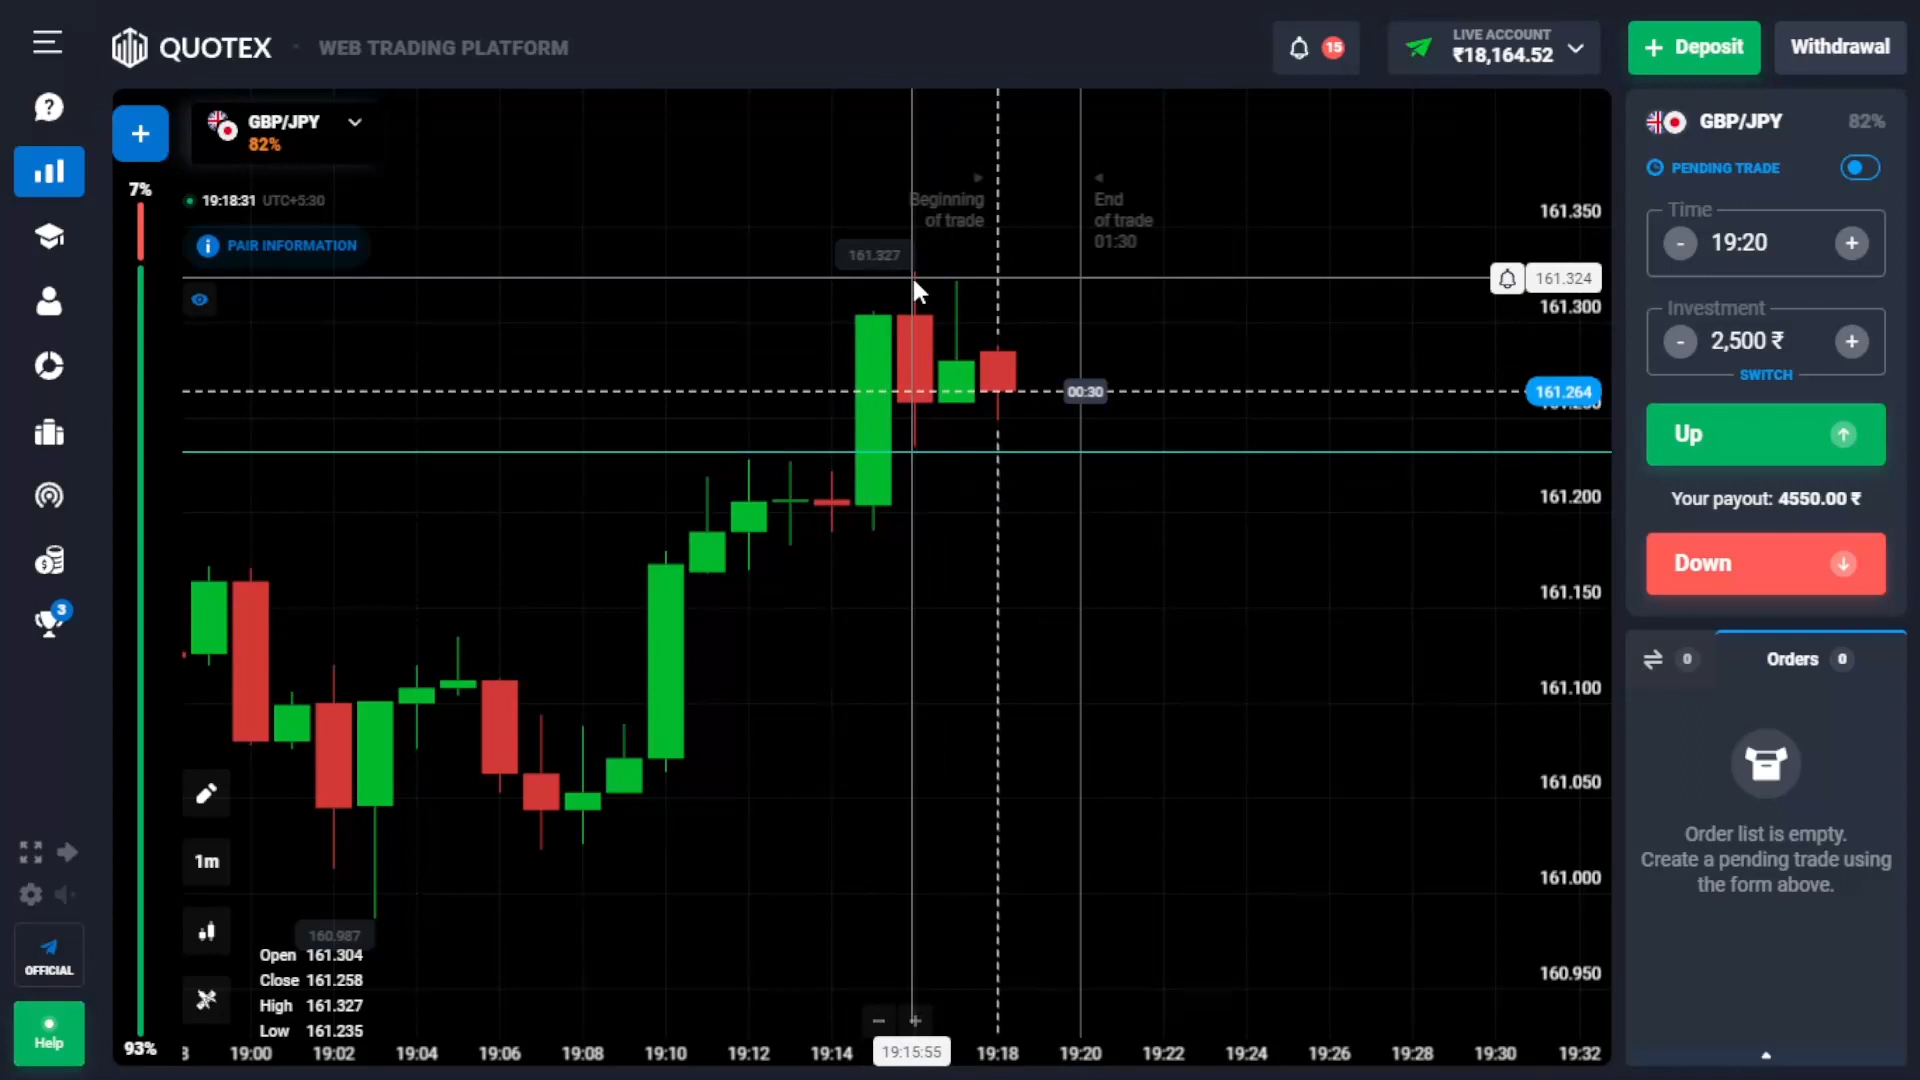 QUOTEX
WEB TRADING PLATFORM
15
LIVE ACCOUNT
₹18,164.52
+ Deposit
Withdrawal
?
+
GBP/JPY
82%
7%
19:18:31 UTC+5:30
i PAIR INFORMATION
Beginning
of trade
End
of trade
01:30
161.327
161.350
161.324
161.300
00:30
161.264
161.200
161.150
161.100
161.050
161.000
160.950
3
1m
160.987
Open 161.304
Close 161.258
High 161.327
Low 161.235
- +
93%
8 19:00 19:02 19:04 19:06 19:08 19:10 19:12 19:14 19:15:55 19:18 19:20 19:22 19:24 19:26 19:28 19:30 19:32
OFFICIAL
Help
GBP/JPY 82%
PENDING TRADE
Time
- 19:20 +
Investment
- 2,500 ₹ +
SWITCH
Up
Your payout: 4550.00 ₹
Down
0
Orders 0
Order list is empty.
Create a pending trade using
the form above.